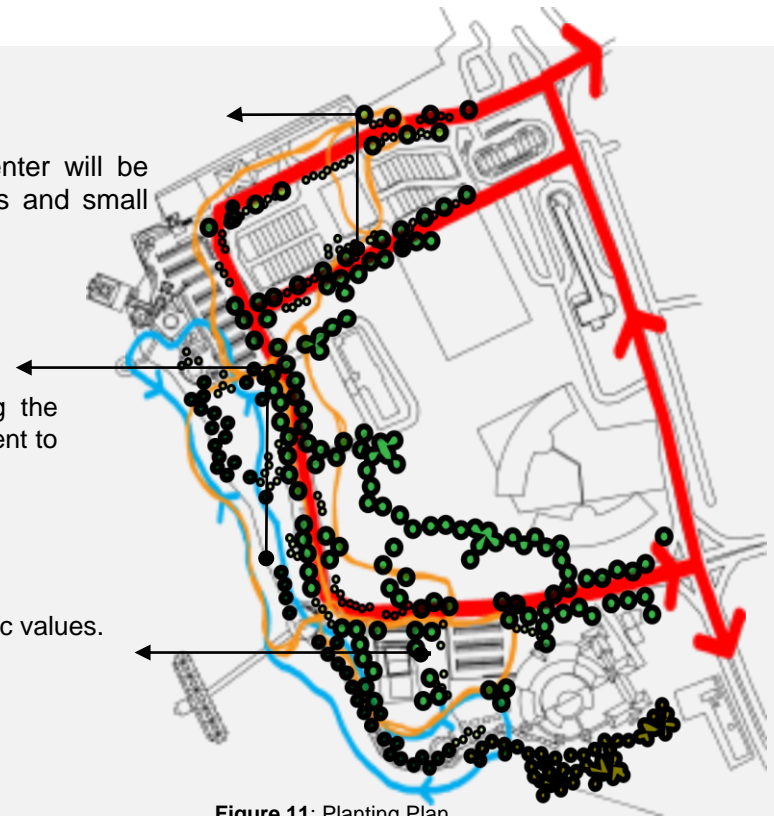 enter will be
s and small
g the
ent to
c values.
Figure 11: Planting Plan